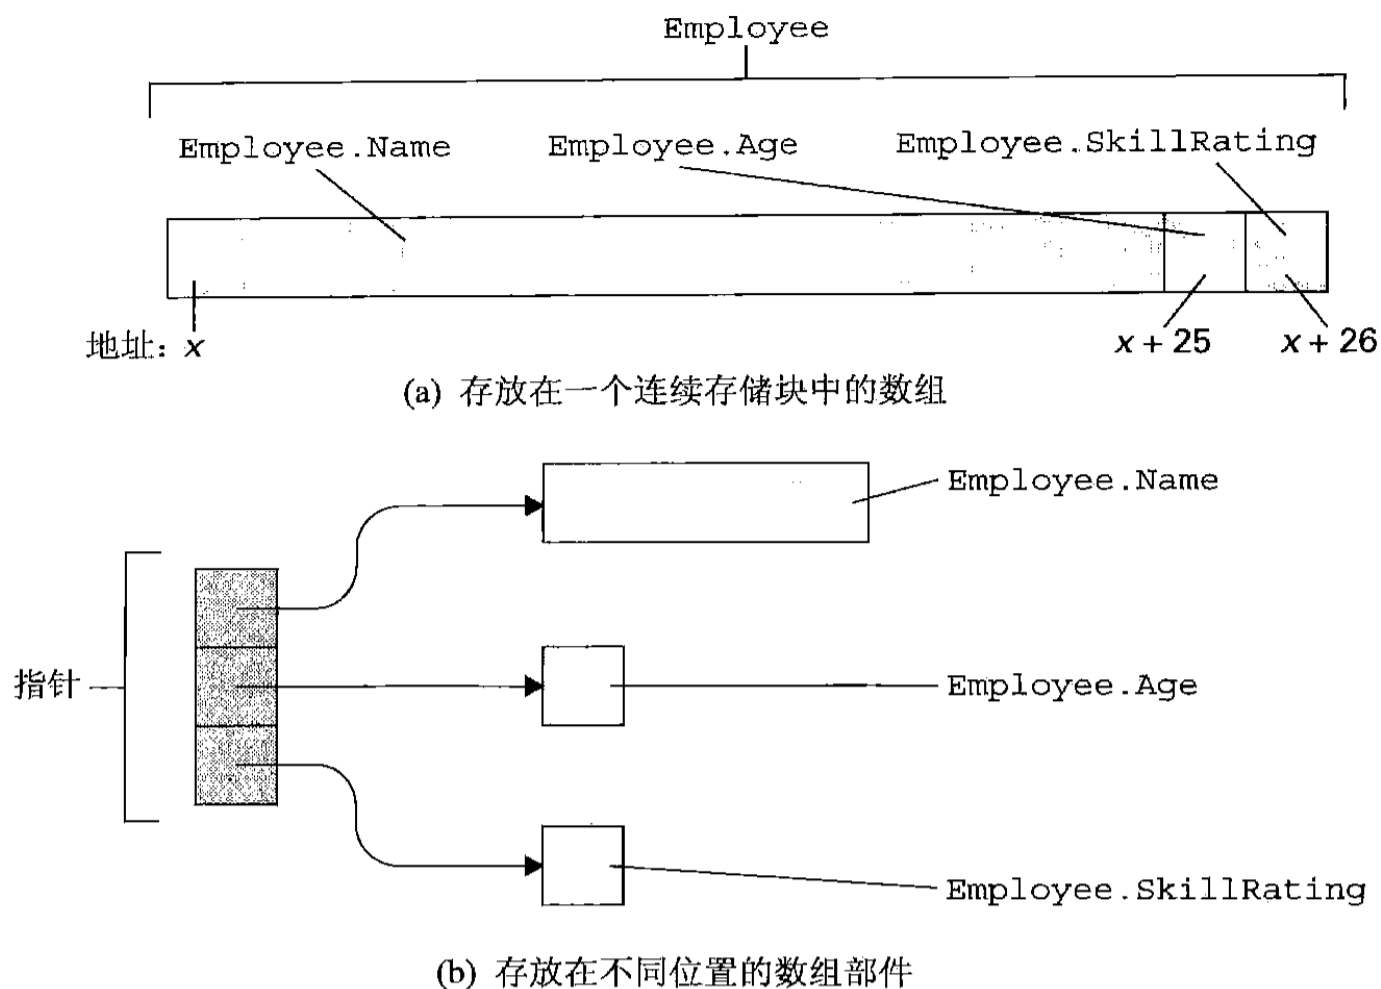 Employee
Employee.Name
Employee.Age
Employee.SkillRating
地址：x
x + 25
x + 26
(a) 存放在一个连续存储块中的数组
Employee.Name
指针
Employee.Age
Employee.SkillRating
(b) 存放在不同位置的数组部件